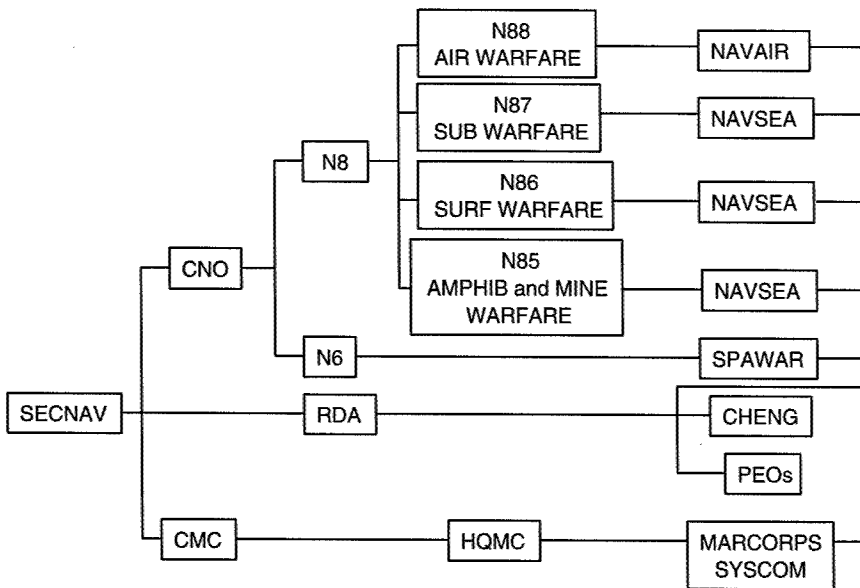 N88
AIR WARFARE
NAVAIR
N87
SUB WARFARE
NAVSEA
N8
N86
SURF WARFARE
NAVSEA
CNO
N85
AMPHIB and MINE
WARFARE
NAVSEA
N6
SPAWAR
SECNAV
RDA
CHENG
PEOs
CMC
HQMC
MARCORPS
SYSCOM